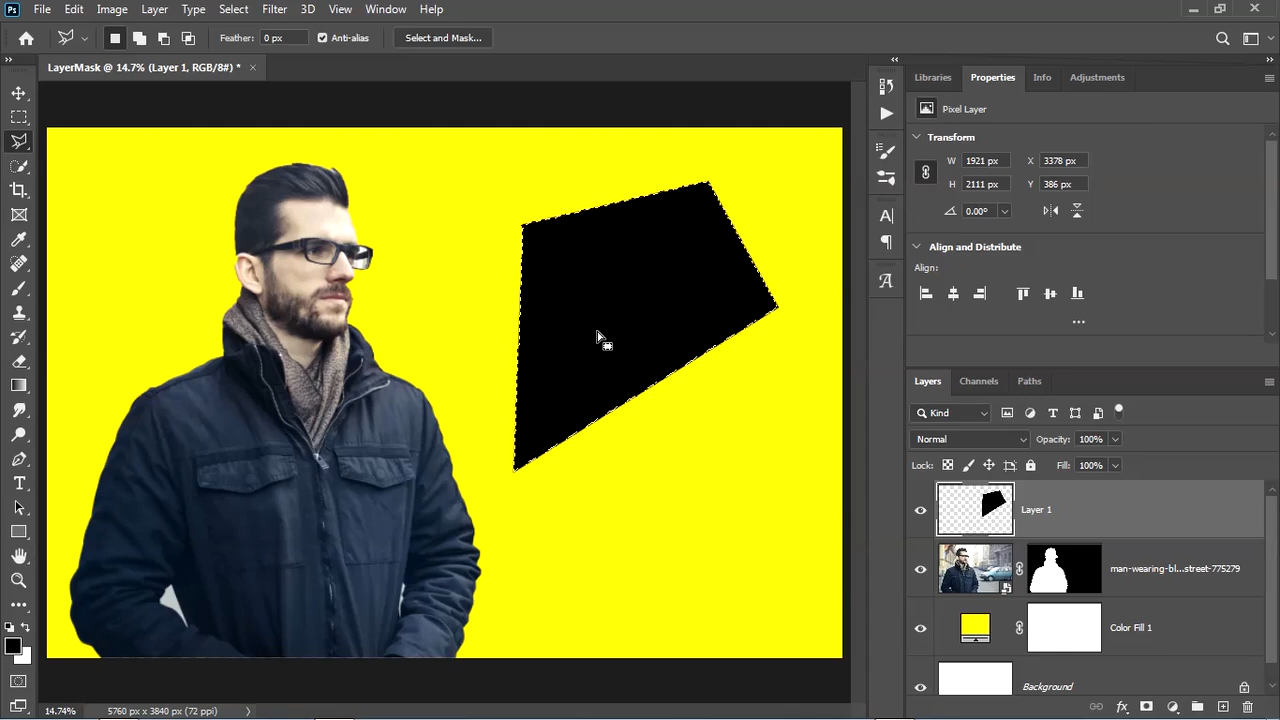 Ps File Edit Image Layer Type Select Filter 3D View Window Help
Feather: 0 px Anti-alias Select and Mask...
LayerMask @ 14.7% (Layer 1, RGB/8#) * ×
Libraries Properties Info Adjustments
Pixel Layer
Transform
W 1921 px X 3378 px
H 2111 px Y 386 px
0.00°
Align and Distribute
Align:
Layers Channels Paths
Kind
Normal Opacity: 100%
Lock: Fill: 100%
Layer 1
man-wearing-bl...street-775279
Color Fill 1
Background
14.74% 5760 px x 3840 px (72 ppi)